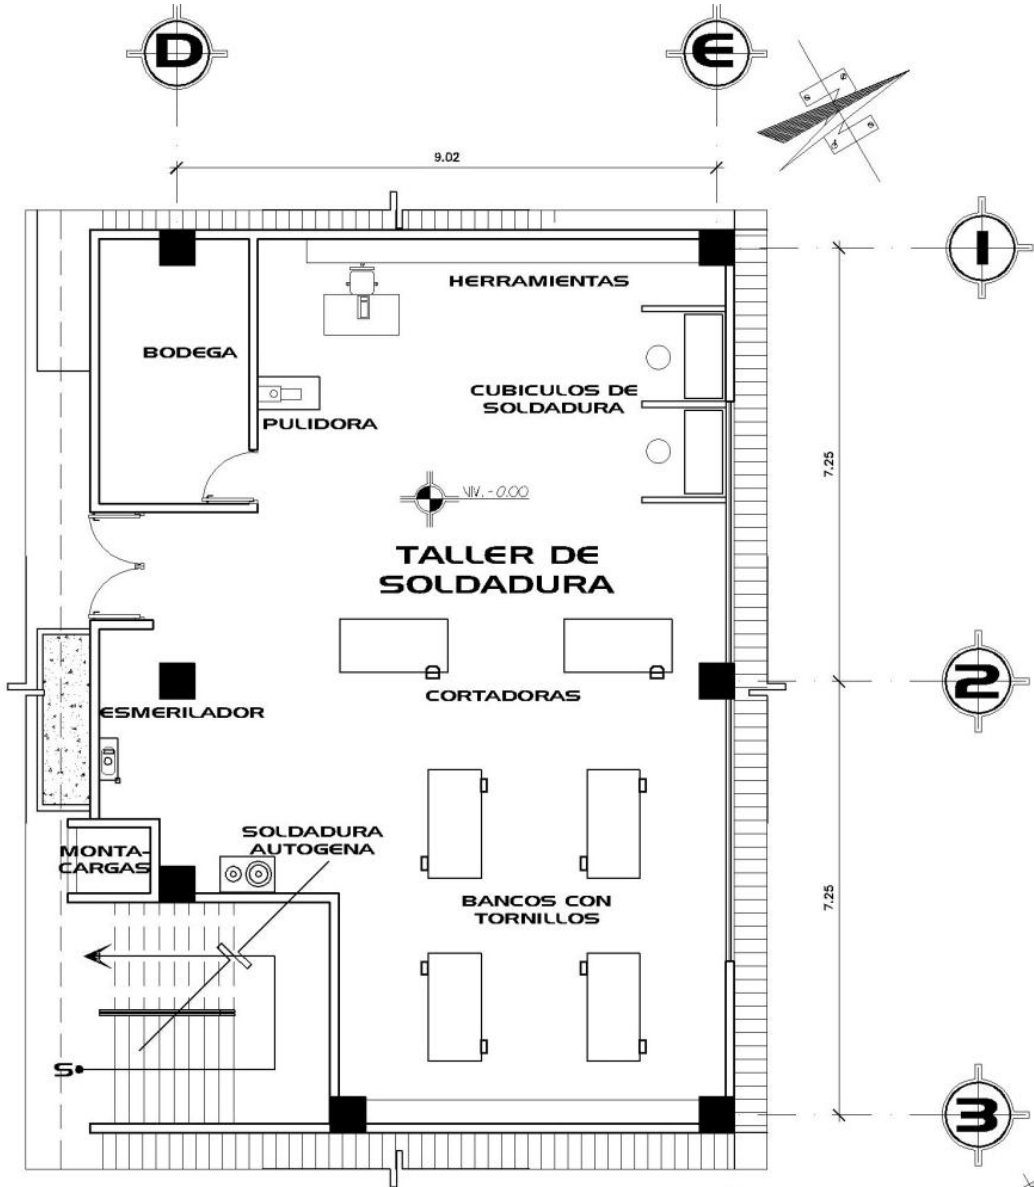 D
E
9.02
1
HERRAMIENTAS
BODEGA
CUBICULOS DE
SOLDADURA
PULIDORA
7.25
NIV. - 0.00
TALLER DE
SOLDADURA
CORTADORAS
2
ESMERILADOR
SOLDADURA
AUTOGENA
MONTA-
CARGAS
BANCOS CON
TORNILLOS
7.25
S
3